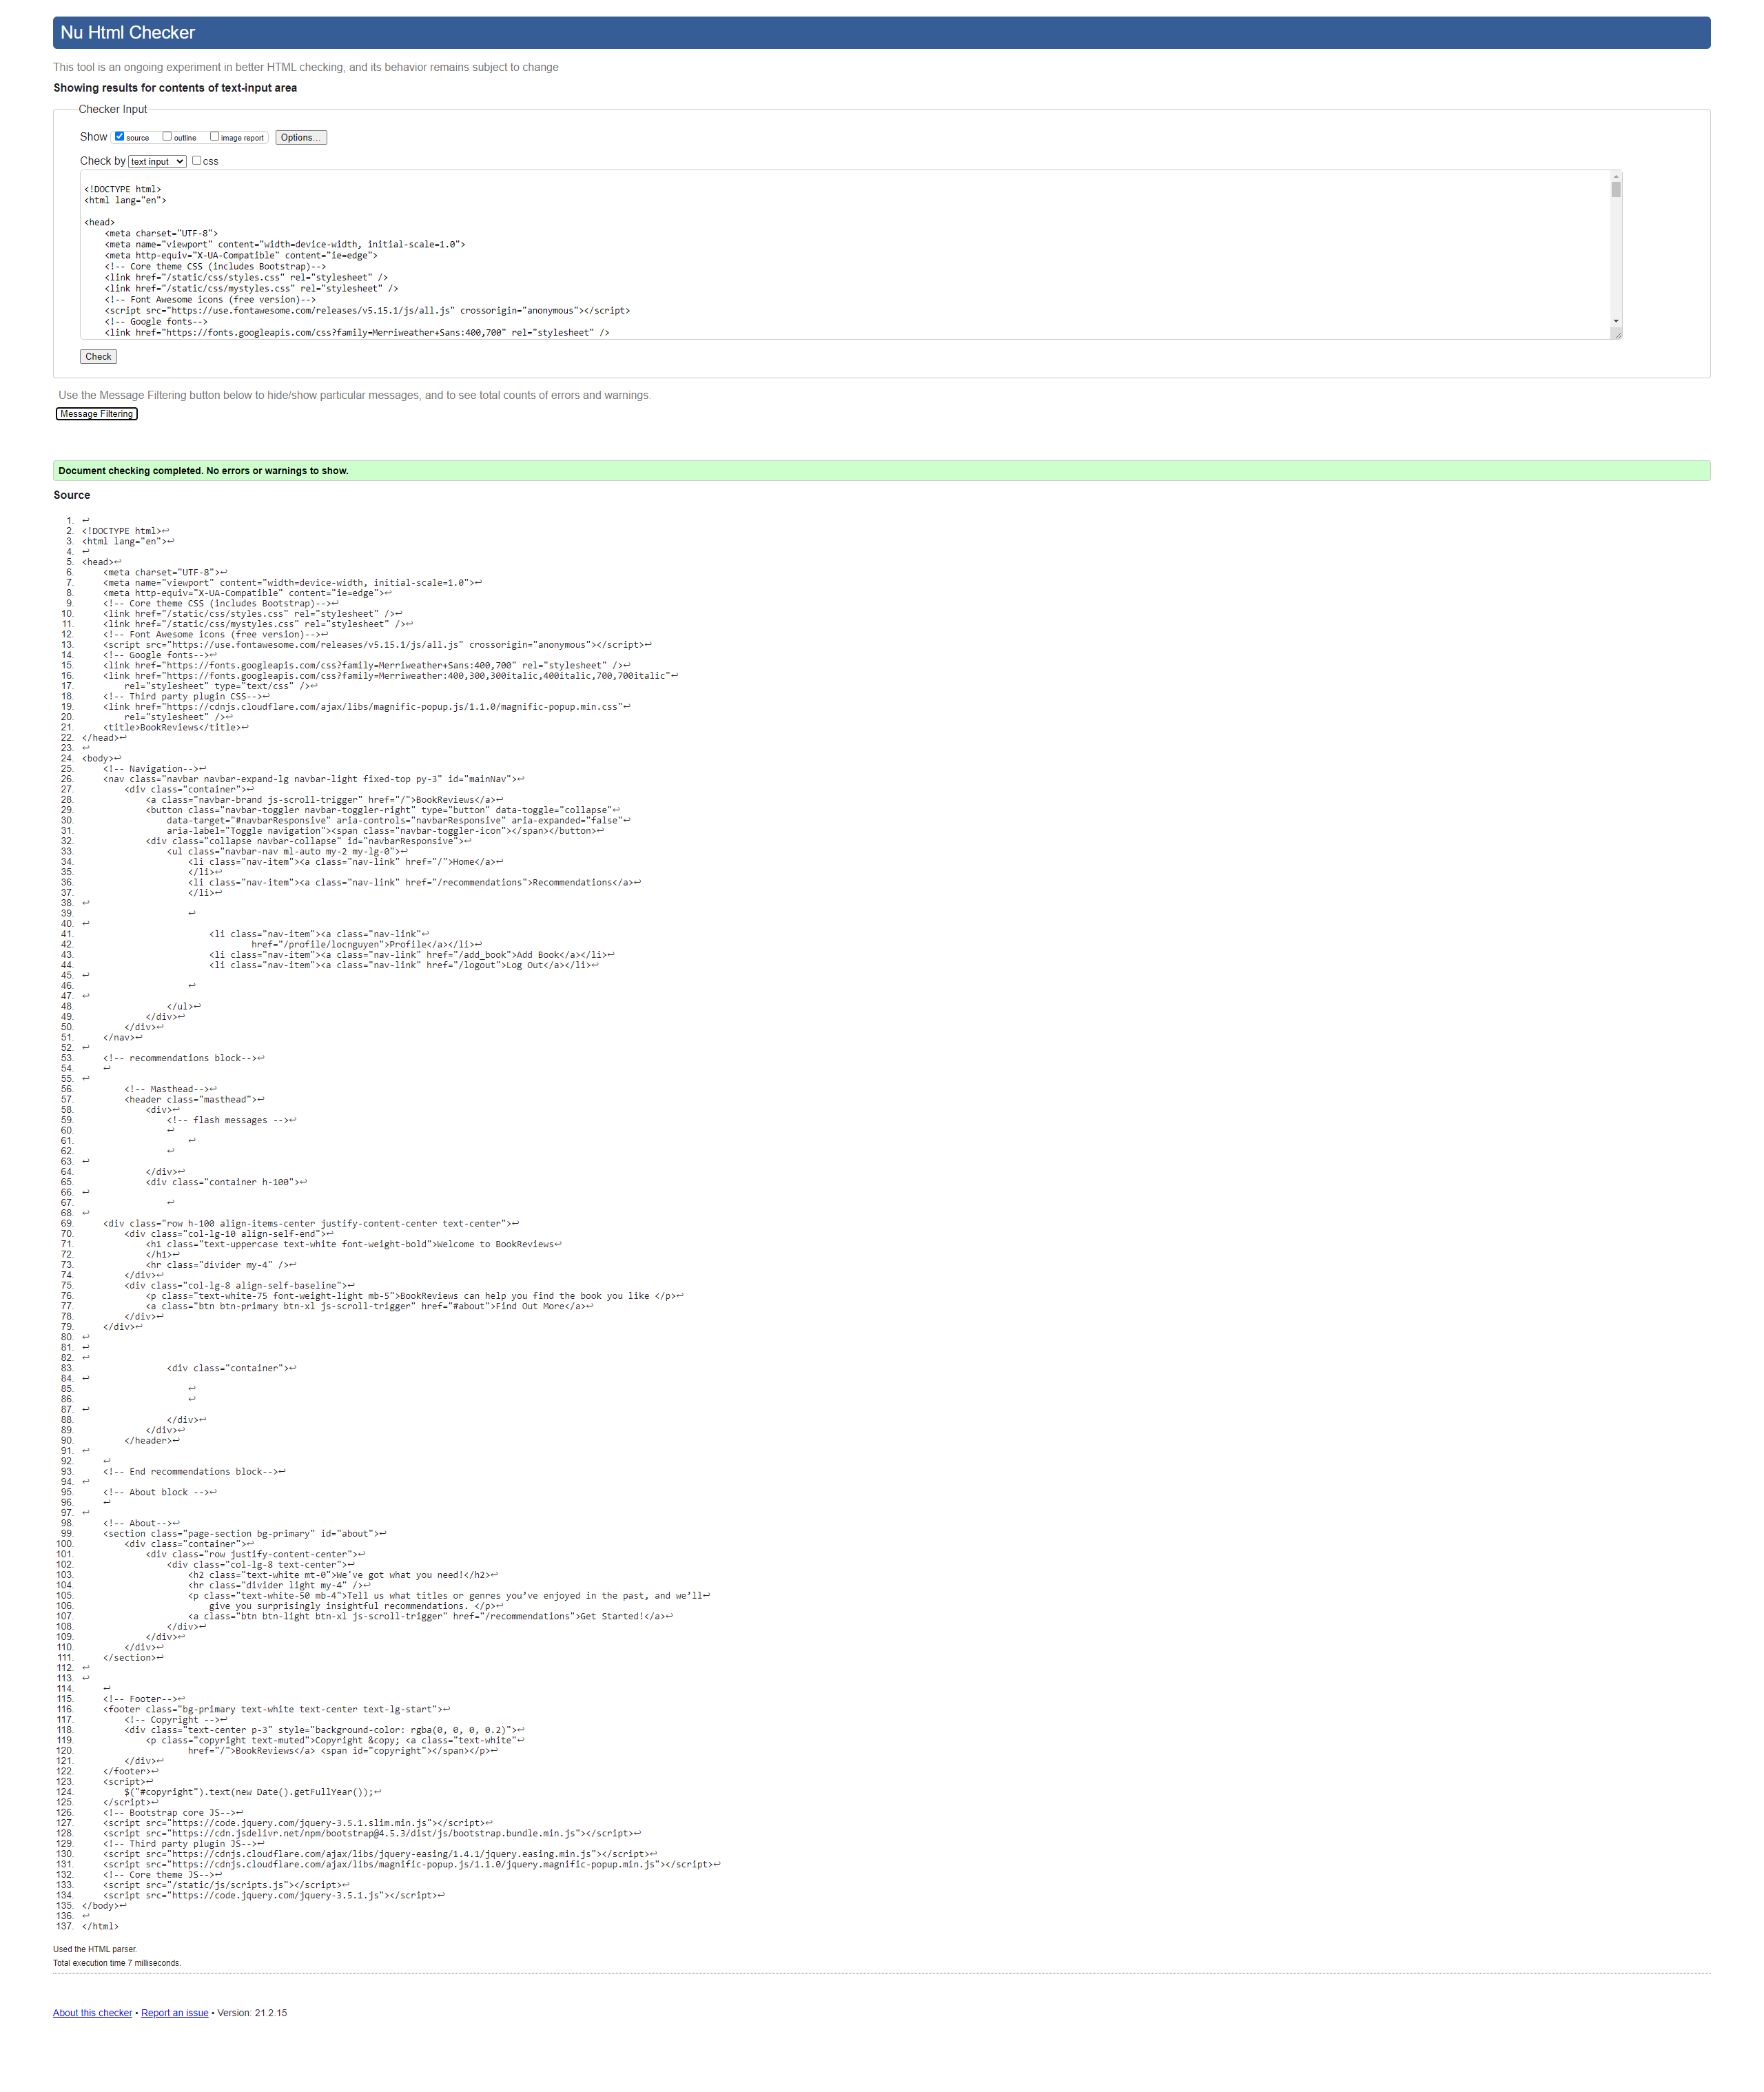 Nu Html Checker
This tool is an ongoing experiment in better HTML checking, and its behavior remains subject to change
Showing results for contents of text-input area
Checker Input
Show source outline image report Options...
Check by text input css
<!DOCTYPE html>
<html lang="en">
<head>
    <meta charset="UTF-8">
    <meta name="viewport" content="width=device-width, initial-scale=1.0">
    <meta http-equiv="X-UA-Compatible" content="ie=edge">
    <!-- Core theme CSS (includes Bootstrap)-->
    <link href="/static/css/styles.css" rel="stylesheet" />
    <link href="/static/css/mystyles.css" rel="stylesheet" />
    <!-- Font Awesome icons (free version)-->
    <script src="https://use.fontawesome.com/releases/v5.15.1/js/all.js" crossorigin="anonymous"></script>
    <!-- Google fonts-->
    <link href="https://fonts.googleapis.com/css?family=Merriweather+Sans:400,700" rel="stylesheet" />
Check
Use the Message Filtering button below to hide/show particular messages, and to see total counts of errors and warnings.
Message Filtering
Document checking completed. No errors or warnings to show.
Source
1. ↩
2. <!DOCTYPE html>↩
3. <html lang="en">↩
4. ↩
5. <head>↩
6.     <meta charset="UTF-8">↩
7.     <meta name="viewport" content="width=device-width, initial-scale=1.0">↩
8.     <meta http-equiv="X-UA-Compatible" content="ie=edge">↩
9.     <!-- Core theme CSS (includes Bootstrap)-->↩
10.     <link href="/static/css/styles.css" rel="stylesheet" />↩
11.     <link href="/static/css/mystyles.css" rel="stylesheet" />↩
12.     <!-- Font Awesome icons (free version)-->↩
13.     <script src="https://use.fontawesome.com/releases/v5.15.1/js/all.js" crossorigin="anonymous"></script>↩
14.     <!-- Google fonts-->↩
15.     <link href="https://fonts.googleapis.com/css?family=Merriweather+Sans:400,700" rel="stylesheet" />↩
16.     <link href="https://fonts.googleapis.com/css?family=Merriweather:400,300,300italic,400italic,700,700italic"↩
17.         rel="stylesheet" type="text/css" />↩
18.     <!-- Third party plugin CSS-->↩
19.     <link href="https://cdnjs.cloudflare.com/ajax/libs/magnific-popup.js/1.1.0/magnific-popup.min.css"↩
20.         rel="stylesheet" />↩
21.     <title>BookReviews</title>↩
22. </head>↩
23. ↩
24. <body>↩
25.     <!-- Navigation-->↩
26.     <nav class="navbar navbar-expand-lg navbar-light fixed-top py-3" id="mainNav">↩
27.         <div class="container">↩
28.             <a class="navbar-brand js-scroll-trigger" href="/">BookReviews</a>↩
29.             <button class="navbar-toggler navbar-toggler-right" type="button" data-toggle="collapse"↩
30.                 data-target="#navbarResponsive" aria-controls="navbarResponsive" aria-expanded="false"↩
31.                 aria-label="Toggle navigation"><span class="navbar-toggler-icon"></span></button>↩
32.             <div class="collapse navbar-collapse" id="navbarResponsive">↩
33.                 <ul class="navbar-nav ml-auto my-2 my-lg-0">↩
34.                     <li class="nav-item"><a class="nav-link" href="/">Home</a>↩
35.                     </li>↩
36.                     <li class="nav-item"><a class="nav-link" href="/recommendations">Recommendations</a>↩
37.                     </li>↩
38. ↩
39.                     ↩
40. ↩
41.                         <li class="nav-item"><a class="nav-link"↩
42.                                 href="/profile/locnguyen">Profile</a></li>↩
43.                         <li class="nav-item"><a class="nav-link" href="/add_book">Add Book</a></li>↩
44.                         <li class="nav-item"><a class="nav-link" href="/logout">Log Out</a></li>↩
45. ↩
46.                     ↩
47. ↩
48.                 </ul>↩
49.             </div>↩
50.         </div>↩
51.     </nav>↩
52. ↩
53.     <!-- recommendations block-->↩
54.     ↩
55. ↩
56.         <!-- Masthead-->↩
57.         <header class="masthead">↩
58.             <div>↩
59.                 <!-- flash messages -->↩
60.                 ↩
61.                     ↩
62.                 ↩
63. ↩
64.             </div>↩
65.             <div class="container h-100">↩
66. ↩
67.                 ↩
68. ↩
69.     <div class="row h-100 align-items-center justify-content-center text-center">↩
70.         <div class="col-lg-10 align-self-end">↩
71.             <h1 class="text-uppercase text-white font-weight-bold">Welcome to BookReviews↩
72.             </h1>↩
73.             <hr class="divider my-4" />↩
74.         </div>↩
75.         <div class="col-lg-8 align-self-baseline">↩
76.             <p class="text-white-75 font-weight-light mb-5">BookReviews can help you find the book you like </p>↩
77.             <a class="btn btn-primary btn-xl js-scroll-trigger" href="#about">Find Out More</a>↩
78.         </div>↩
79.     </div>↩
80. ↩
81. ↩
82. ↩
83.                 <div class="container">↩
84. ↩
85.                     ↩
86.                     ↩
87. ↩
88.                 </div>↩
89.             </div>↩
90.         </header>↩
91. ↩
92.     ↩
93.     <!-- End recommendations block-->↩
94. ↩
95.     <!-- About block -->↩
96.     ↩
97. ↩
98.     <!-- About-->↩
99.     <section class="page-section bg-primary" id="about">↩
100.         <div class="container">↩
101.             <div class="row justify-content-center">↩
102.                 <div class="col-lg-8 text-center">↩
103.                     <h2 class="text-white mt-0">We've got what you need!</h2>↩
104.                     <hr class="divider light my-4" />↩
105.                     <p class="text-white-50 mb-4">Tell us what titles or genres you’ve enjoyed in the past, and we’ll↩
106.                         give you surprisingly insightful recommendations. </p>↩
107.                     <a class="btn btn-light btn-xl js-scroll-trigger" href="/recommendations">Get Started!</a>↩
108.                 </div>↩
109.             </div>↩
110.         </div>↩
111.     </section>↩
112. ↩
113. ↩
114.     ↩
115.     <!-- Footer-->↩
116.     <footer class="bg-primary text-white text-center text-lg-start">↩
117.         <!-- Copyright -->↩
118.         <div class="text-center p-3" style="background-color: rgba(0, 0, 0, 0.2)">↩
119.             <p class="copyright text-muted">Copyright &copy; <a class="text-white"↩
120.                     href="/">BookReviews</a> <span id="copyright"></span></p>↩
121.         </div>↩
122.     </footer>↩
123.     <script>↩
124.         $("#copyright").text(new Date().getFullYear());↩
125.     </script>↩
126.     <!-- Bootstrap core JS-->↩
127.     <script src="https://code.jquery.com/jquery-3.5.1.slim.min.js"></script>↩
128.     <script src="https://cdn.jsdelivr.net/npm/bootstrap@4.5.3/dist/js/bootstrap.bundle.min.js"></script>↩
129.     <!-- Third party plugin JS-->↩
130.     <script src="https://cdnjs.cloudflare.com/ajax/libs/jquery-easing/1.4.1/jquery.easing.min.js"></script>↩
131.     <script src="https://cdnjs.cloudflare.com/ajax/libs/magnific-popup.js/1.1.0/jquery.magnific-popup.min.js"></script>↩
132.     <!-- Core theme JS-->↩
133.     <script src="/static/js/scripts.js"></script>↩
134.     <script src="https://code.jquery.com/jquery-3.5.1.js"></script>↩
135. </body>↩
136. ↩
137. </html>
Used the HTML parser.
Total execution time 7 milliseconds.
About this checker • Report an issue • Version: 21.2.15